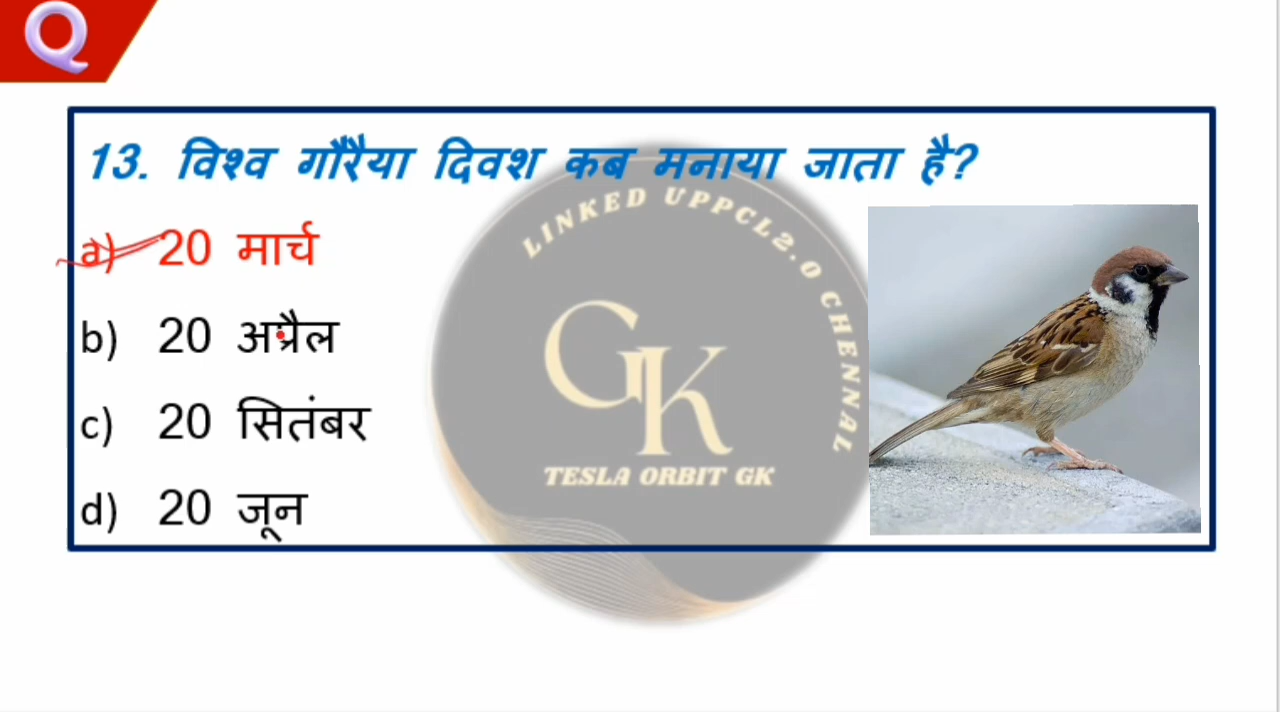 Q
13. विश्व गौरैया दिवश कब मनाया जाता है?
a) 20 मार्च
b) 20 अप्रैल
c) 20 सितंबर
d) 20 जून
LINKED UPPCL2.0 CHENNAL
GK
TESLA ORBIT GK